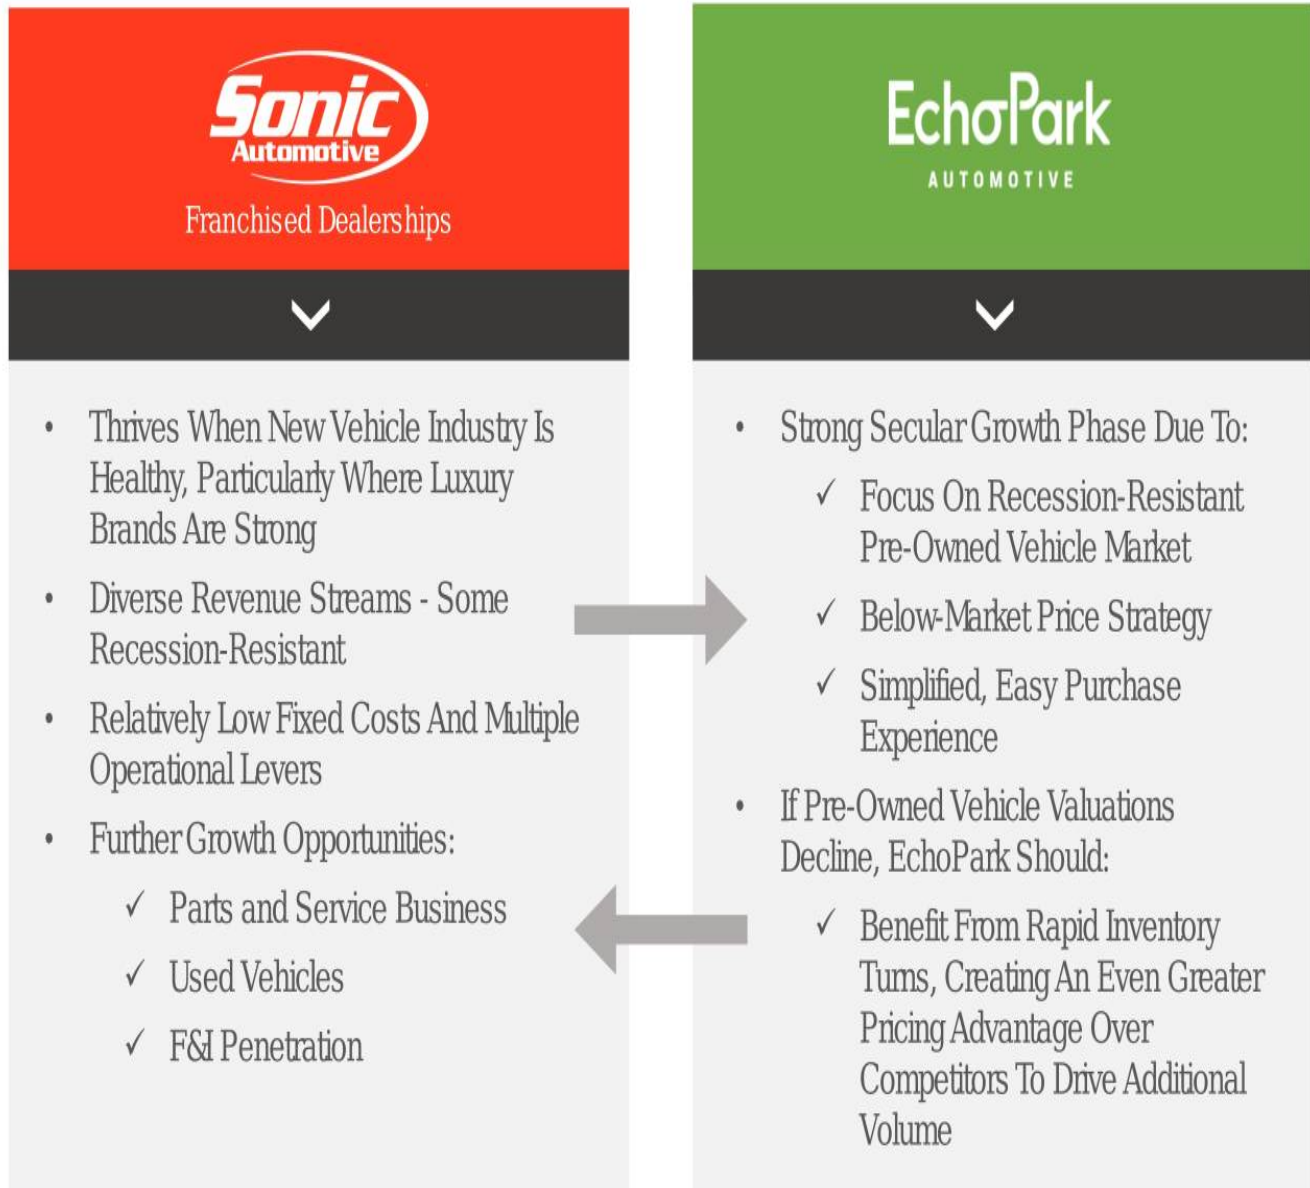 Sonic
Automotive
Franchised Dealerships
• Thrives When New Vehicle Industry Is
Healthy, Particularly Where Luxury
Brands Are Strong
• Diverse Revenue Streams - Some
Recession-Resistant
• Relatively Low Fixed Costs And Multiple
Operational Levers
• Further Growth Opportunities:
✓ Parts and Service Business
✓ Used Vehicles
✓ F&I Penetration
EchoPark
AUTOMOTIVE
• Strong Secular Growth Phase Due To:
✓ Focus On Recession-Resistant
Pre-Owned Vehicle Market
✓ Below-Market Price Strategy
✓ Simplified, Easy Purchase
Experience
• If Pre-Owned Vehicle Valuations
Decline, EchoPark Should:
✓ Benefit From Rapid Inventory
Turns, Creating An Even Greater
Pricing Advantage Over
Competitors To Drive Additional
Volume